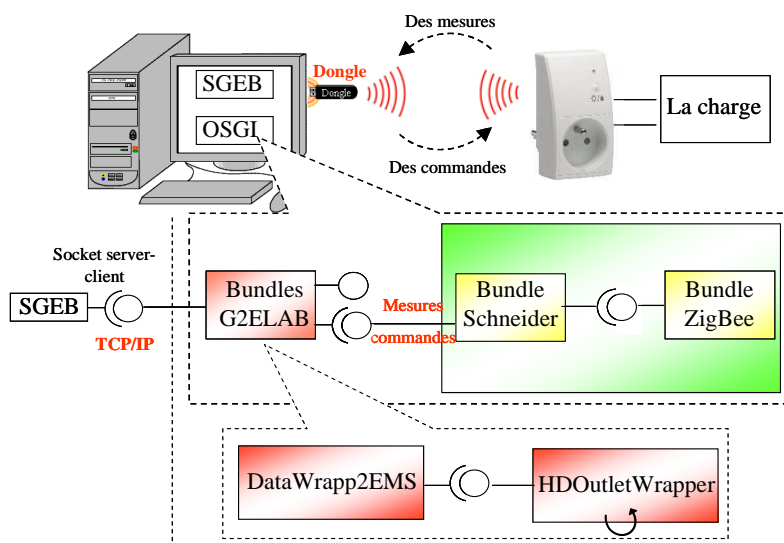 Des mesures
SGEB
Dongle
Dongle
OSGI
La charge
Des commandes
Socket server-
client
SGEB
TCP/IP
Bundles
G2ELAB
Mesures
commandes
Bundle
Schneider
Bundle
ZigBee
DataWrapp2EMS
HDOutletWrapper